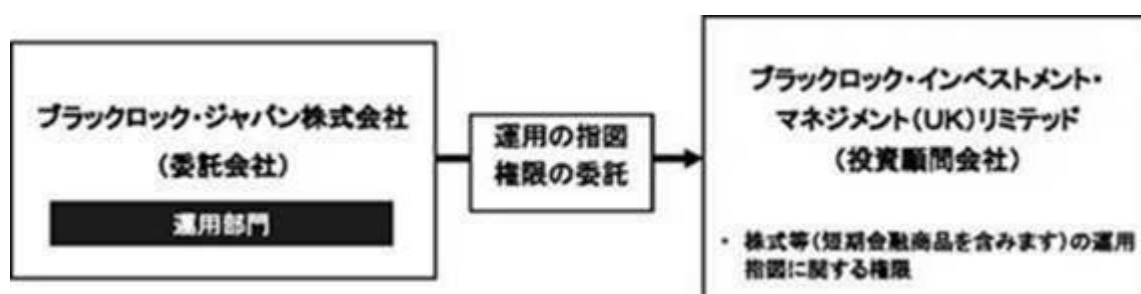 ブラックロック・ジャパン株式会社
(委託会社)
運用部門
運用の指図
権限の委託
ブラックロック・インベストメント・
マネジメント(UK)リミテッド
(投資顧問会社)
・ 株式等(短期金融商品を含みます)の運用
指図に関する権限